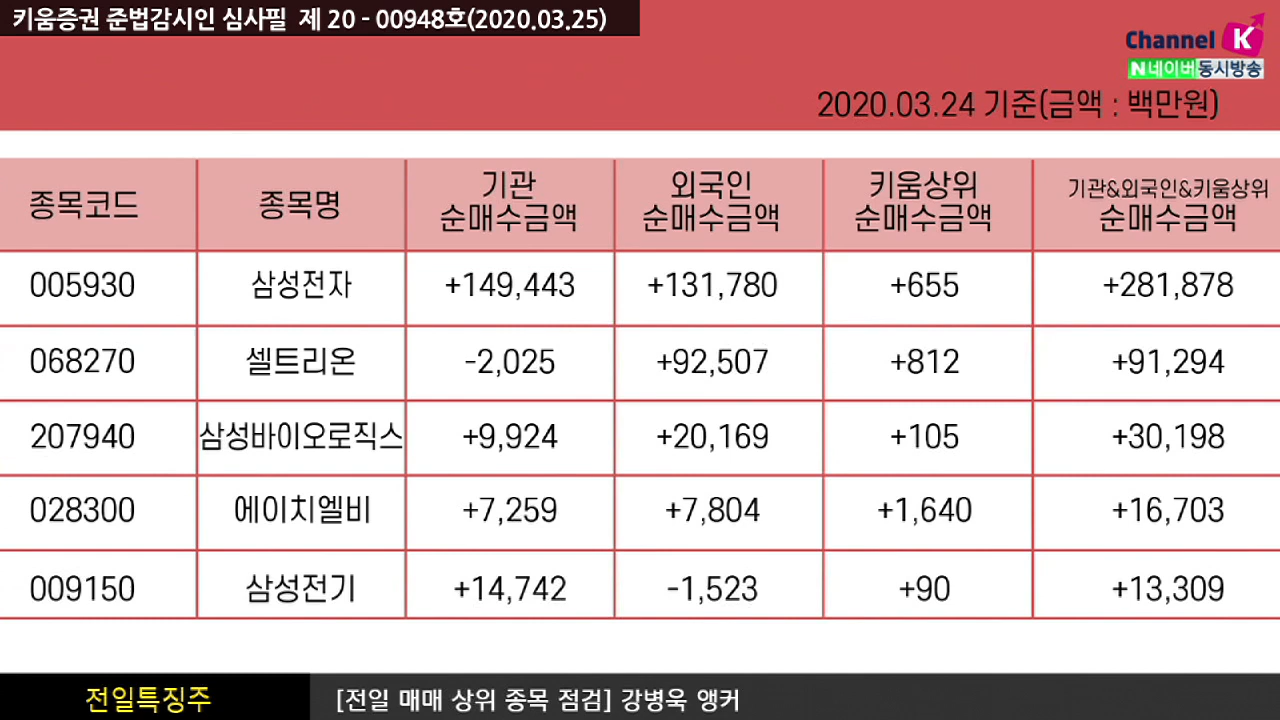 키움증권 준법감시인 심사필 제 20 - 00948호(2020.03.25)
Channel K
N 네이버 동시방송
2020.03.24 기준(금액 : 백만원)
종목코드 종목명 기관 순매수금액 외국인 순매수금액 키움상위 순매수금액 기관&외국인&키움상위 순매수금액
005930 삼성전자 +149,443 +131,780 +655 +281,878
068270 셀트리온 -2,025 +92,507 +812 +91,294
207940 삼성바이오로직스 +9,924 +20,169 +105 +30,198
028300 에이치엘비 +7,259 +7,804 +1,640 +16,703
009150 삼성전기 +14,742 -1,523 +90 +13,309
전일특징주 [전일 매매 상위 종목 점검] 강병욱 앵커